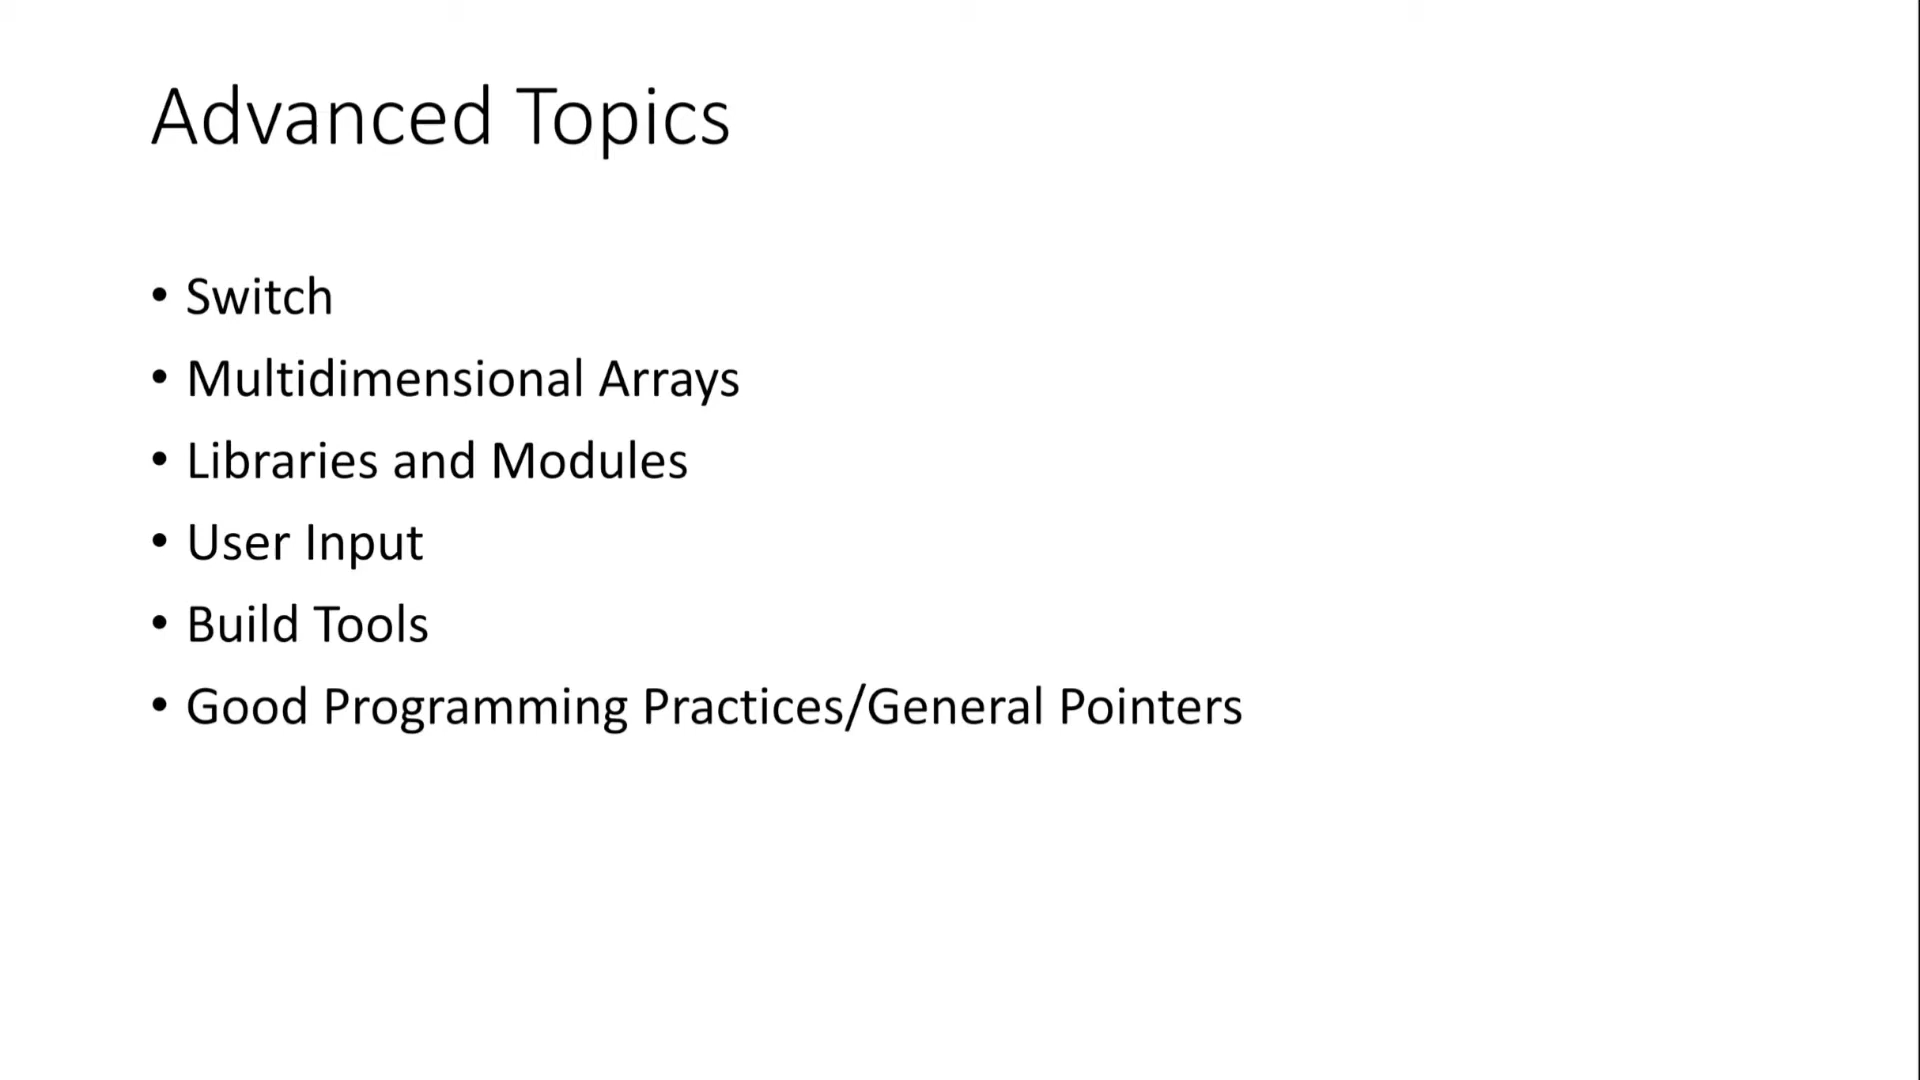 Advanced Topics
• Switch
• Multidimensional Arrays
• Libraries and Modules
• User Input
• Build Tools
• Good Programming Practices/General Pointers